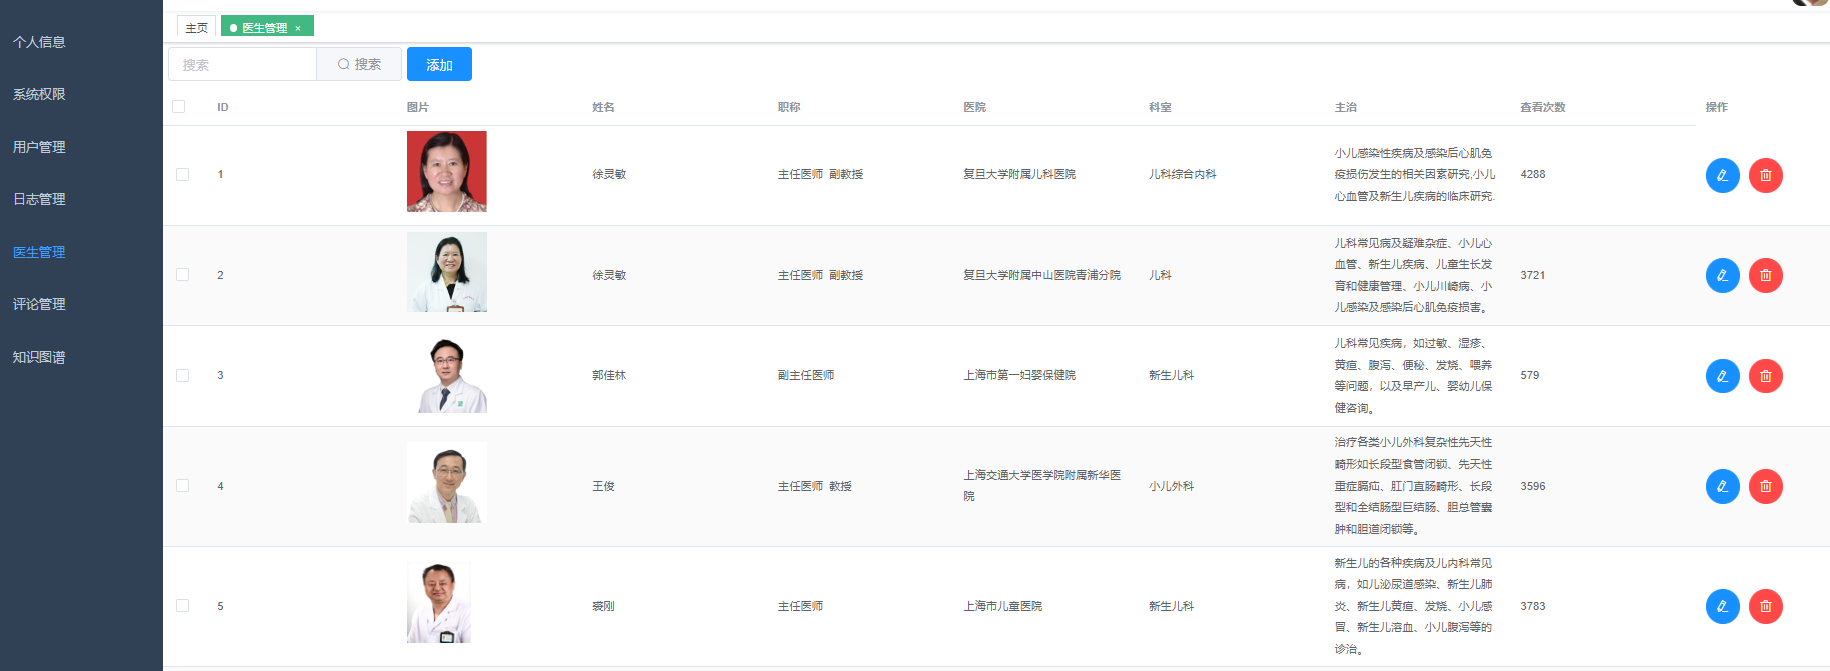 主页
医生管理 ×
个人信息
系统权限
用户管理
日志管理
医生管理
评论管理
知识图谱
搜索
搜索
添加
ID 图片 姓名 职称 医院 科室 主治 查看次数 操作
1 徐灵敏 主任医师 副教授 复旦大学附属儿科医院 儿科综合内科
小儿感染性疾病及感染后心肌免
疫损伤发生的相关因素研究,小儿
心血管及新生儿疾病的临床研究.
4288
2 徐灵敏 主任医师 副教授 复旦大学附属中山医院青浦分院 儿科
儿科常见病及疑难杂症、小儿心
血管、新生儿疾病、儿童生长发
育和健康管理、小儿川崎病、小
儿感染及感染后心肌免疫损害。
3721
3 郭佳林 副主任医师 上海市第一妇婴保健院 新生儿科
儿科常见疾病，如过敏、湿疹、
黄疸、腹泻、便秘、发烧、喂养
等问题，以及早产儿、婴幼儿保
健咨询。
579
4 王俊 主任医师 教授
上海交通大学医学院附属新华医
院
小儿外科
治疗各类小儿外科复杂性先天性
畸形如长段型食管闭锁、先天性
重症膈疝、肛门直肠畸形、长段
型和全结肠型巨结肠、胆总管囊
肿和胆道闭锁等。
3596
5 裘刚 主任医师 上海市儿童医院 新生儿科
新生儿的各种疾病及儿内科常见
病，如儿泌尿道感染、新生儿肺
炎、新生儿黄疸、发烧、小儿感
冒、新生儿溶血、小儿腹泻等的
诊治。
3783